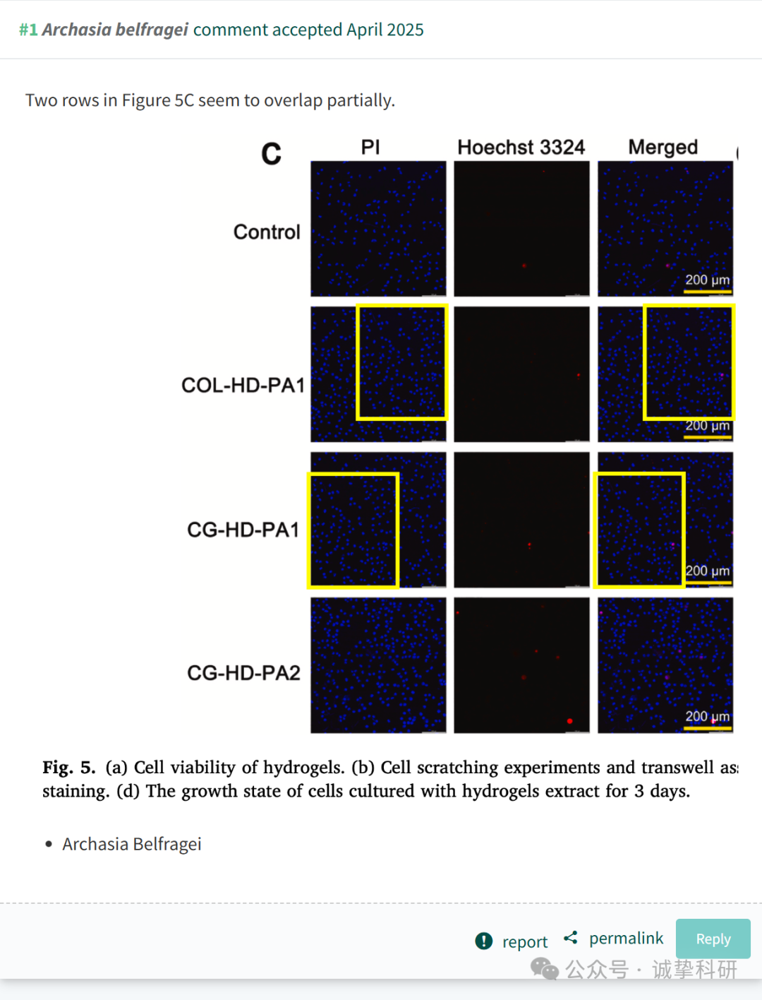 #1 Archasia belfragei comment accepted April 2025
Two rows in Figure 5C seem to overlap partially.
C PI Hoechst 3324 Merged
Control
200 μm
COL-HD-PA1
200 μm
CG-HD-PA1
200 μm
CG-HD-PA2
200 μm
Fig. 5. (a) Cell viability of hydrogels. (b) Cell scratching experiments and transwell
staining. (d) The growth state of cells cultured with hydrogels extract for 3 days.
• Archasia Belfragei
! report permalink Reply
公众号 · 诚挚科研